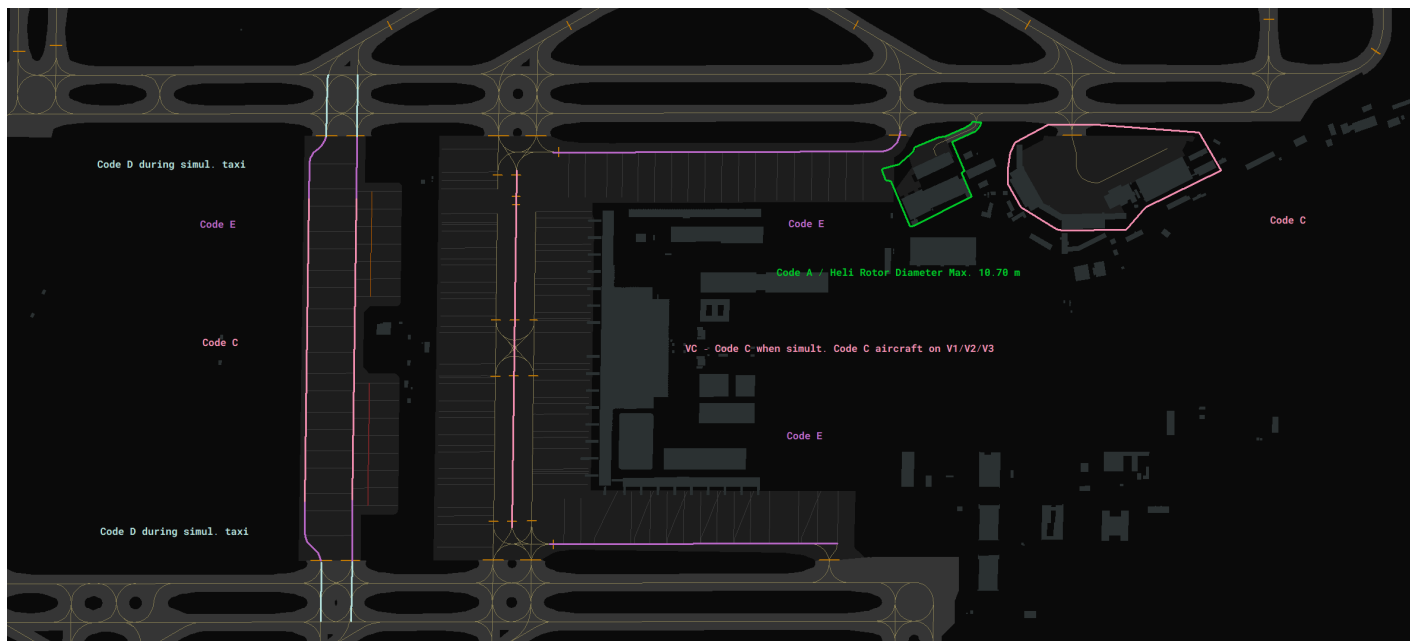 Code D during simul. taxi
Code E
Code E
Code C
Code A / Heli Rotor Diameter Max. 10.70 m
Code C
VC - Code C when simult. Code C aircraft on V1/V2/V3
Code E
Code D during simul. taxi